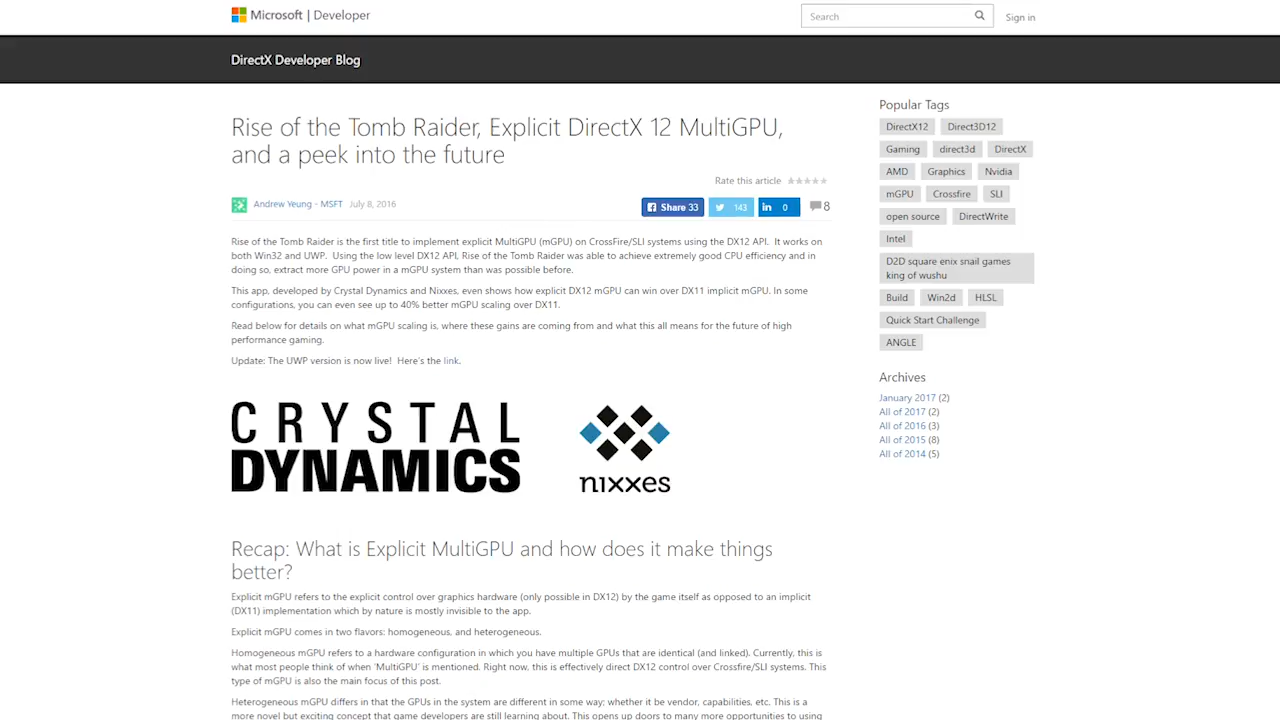 Microsoft | Developer
Search
Sign in
DirectX Developer Blog
Rise of the Tomb Raider, Explicit DirectX 12 MultiGPU,
and a peek into the future
Rate this article
Andrew Yeung - MSFT July 8, 2016
Share 33
143
in 0
8
Rise of the Tomb Raider is the first title to implement explicit MultiGPU (mGPU) on CrossFire/SLI systems using the DX12 API. It works on
both Win32 and UWP. Using the low level DX12 API, Rise of the Tomb Raider was able to achieve extremely good CPU efficiency and in
doing so, extract more GPU power in a mGPU system than was possible before.
This app, developed by Crystal Dynamics and Nixxes, even shows how explicit DX12 mGPU can win over DX11 implicit mGPU. In some
configurations, you can even see up to 40% better mGPU scaling over DX11.
Read below for details on what mGPU scaling is, where these gains are coming from and what this all means for the future of high
performance gaming.
Update: The UWP version is now live! Here's the link.
CRYSTAL
DYNAMICS
nixxes
Recap: What is Explicit MultiGPU and how does it make things
better?
Explicit mGPU refers to the explicit control over graphics hardware (only possible in DX12) by the game itself as opposed to an implicit
(DX11) implementation which by nature is mostly invisible to the app.
Explicit mGPU comes in two flavors: homogeneous, and heterogeneous.
Homogeneous mGPU refers to a hardware configuration in which you have multiple GPUs that are identical (and linked). Currently, this is
what most people think of when 'MultiGPU' is mentioned. Right now, this is effectively direct DX12 control over Crossfire/SLI systems. This
type of mGPU is also the main focus of this post.
Heterogeneous mGPU differs in that the GPUs in the system are different in some way; whether it be vendor, capabilities, etc. This is a
more novel but exciting concept that game developers are still learning about. This opens up doors to many more opportunities to using
Popular Tags
DirectX12 Direct3D12
Gaming direct3d DirectX
AMD Graphics Nvidia
mGPU Crossfire SLI
open source DirectWrite
Intel
D2D square enix snail games
king of wushu
Build Win2d HLSL
Quick Start Challenge
ANGLE
Archives
January 2017 (2)
All of 2017 (2)
All of 2016 (3)
All of 2015 (8)
All of 2014 (5)